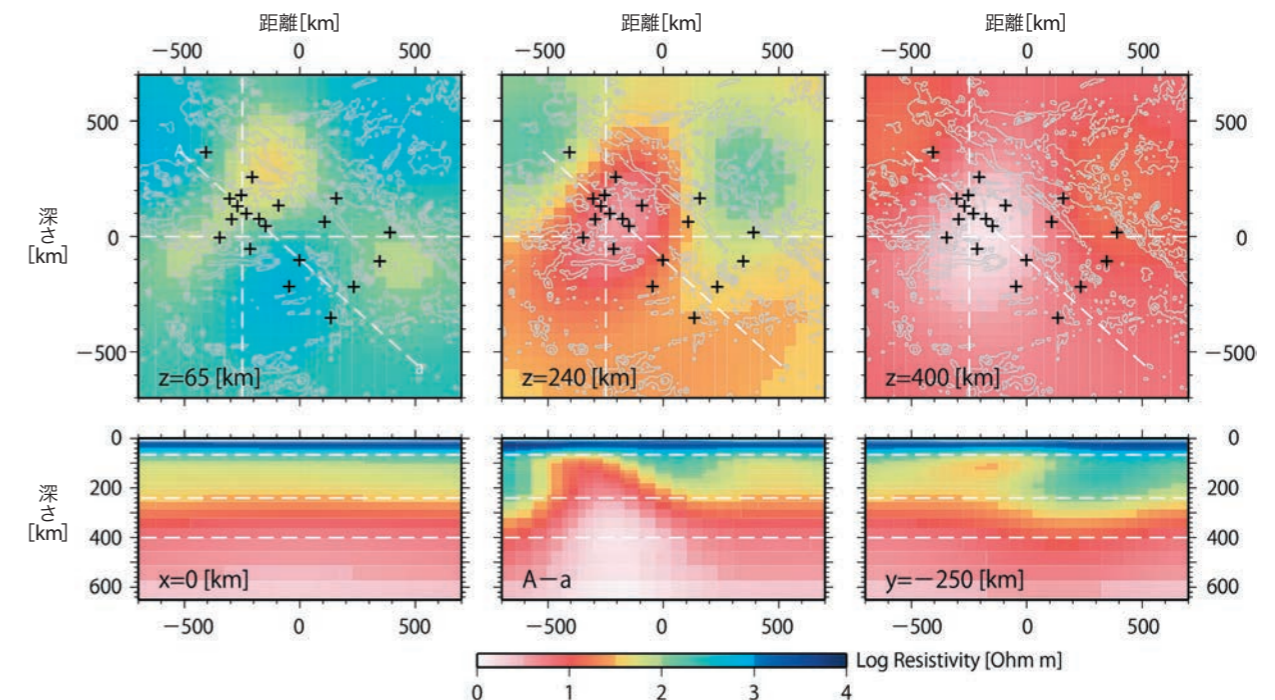 距離[km]
距離[km]
距離[km]
−500 0 500
−500 0 500
−500 0 500
500
0
−500
深さ
[km]
A
a
z=65 [km]
z=240 [km]
z=400 [km]
500
0
−500
0
200
400
600
深さ
[km]
x=0 [km]
A−a
y=−250 [km]
0
200
400
600
−500 0 500
−500 0 500
−500 0 500
Log Resistivity [Ohm m]
0 1 2 3 4